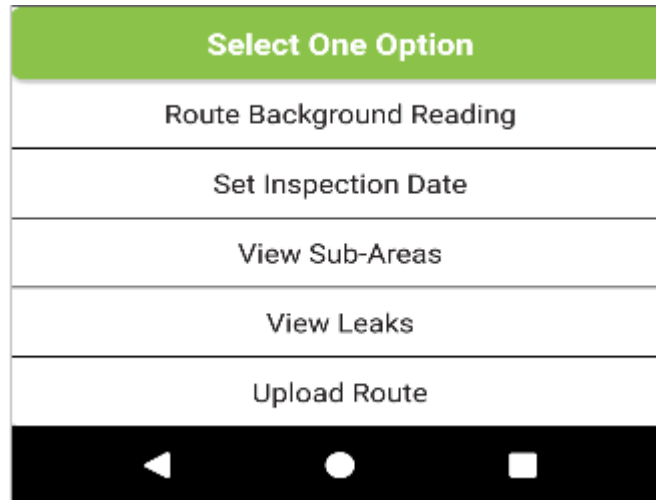 Select One Option
Route Background Reading
Set Inspection Date
View Sub-Areas
View Leaks
Upload Route